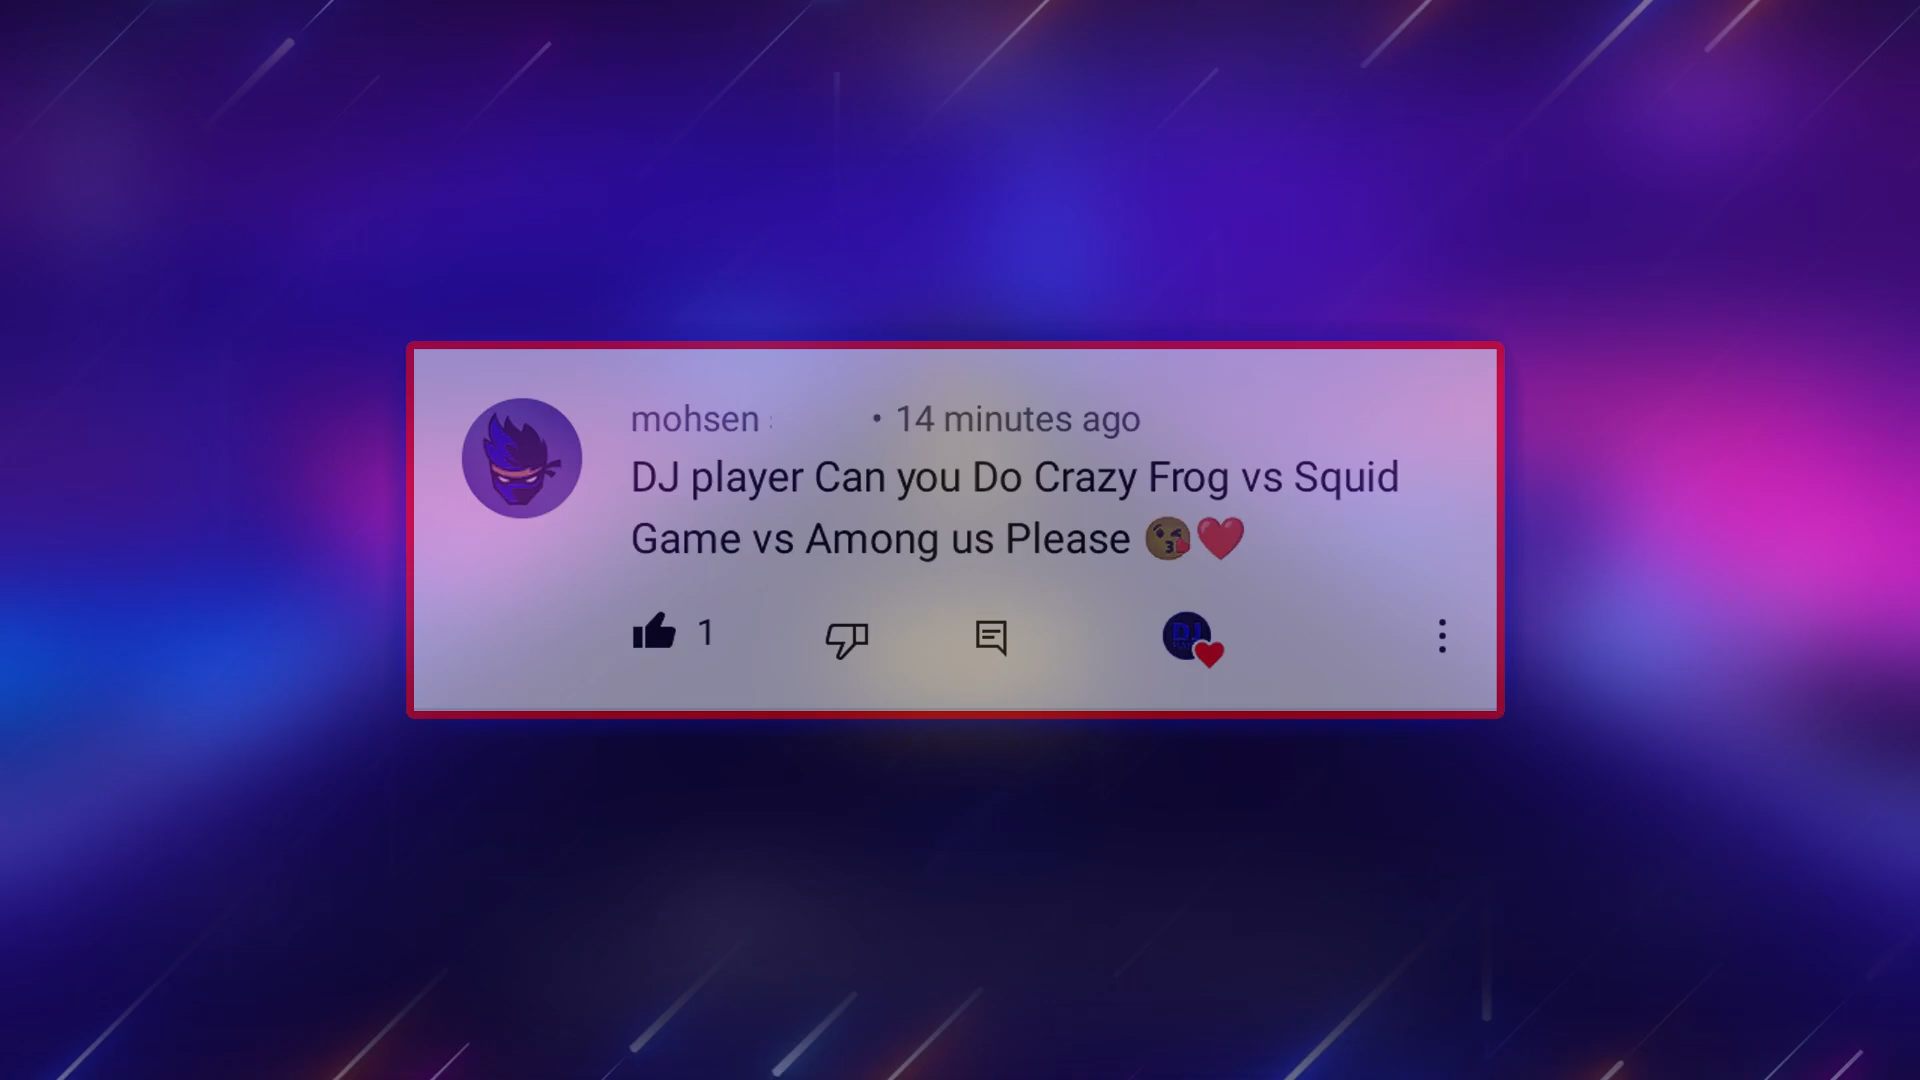 mohsen • 14 minutes ago
DJ player Can you Do Crazy Frog vs Squid
Game vs Among us Please 😘❤️
1
DJ